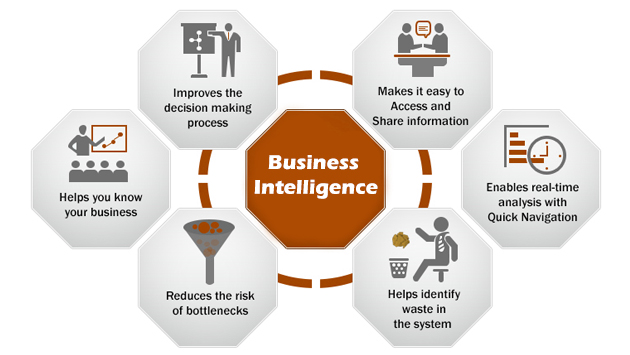 Improves the
decision making
process
Makes it easy to
Access and
Share information
Helps you know
your business
Business
Intelligence
Enables real-time
analysis with
Quick Navigation
Reduces the risk
of bottlenecks
Helps identify
waste in
the system